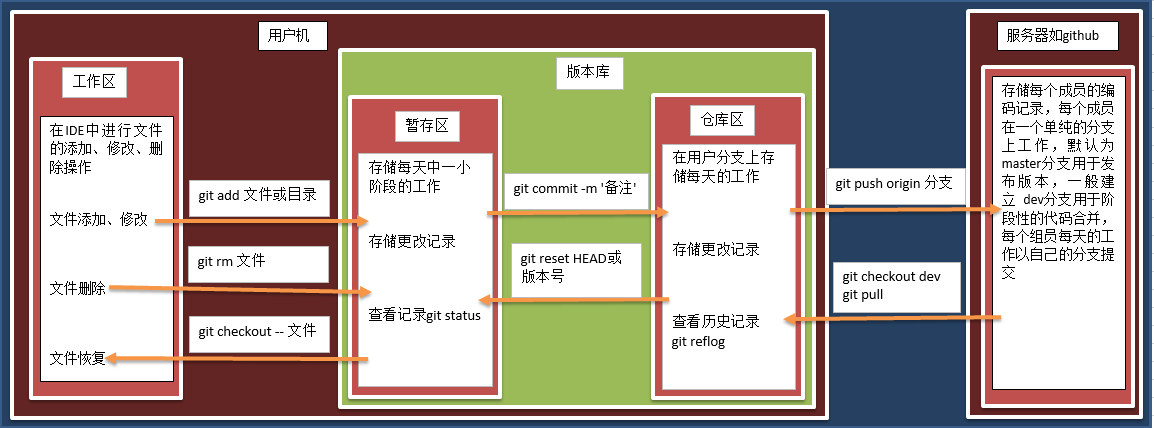 用户机
工作区
在IDE中进行文件
的添加、修改、删
除操作
文件添加、修改
文件删除
文件恢复
git add 文件或目录
git rm 文件
git checkout -- 文件
版本库
暂存区
存储每天中一小
阶段的工作
存储更改记录
查看记录git status
git commit -m '备注'
git reset HEAD或
版本号
仓库区
在用户分支上存
储每天的工作
存储更改记录
查看历史记录
git reflog
git push origin 分支
git checkout dev
git pull
服务器如github
存储每个成员的编
码记录，每个成员
在一个单纯的分支
上工作，默认为
master分支用于发
布版本，一般建
立 dev分支用于阶
段性的代码合并，
每个组员每天的工
作以自己的分支提
交